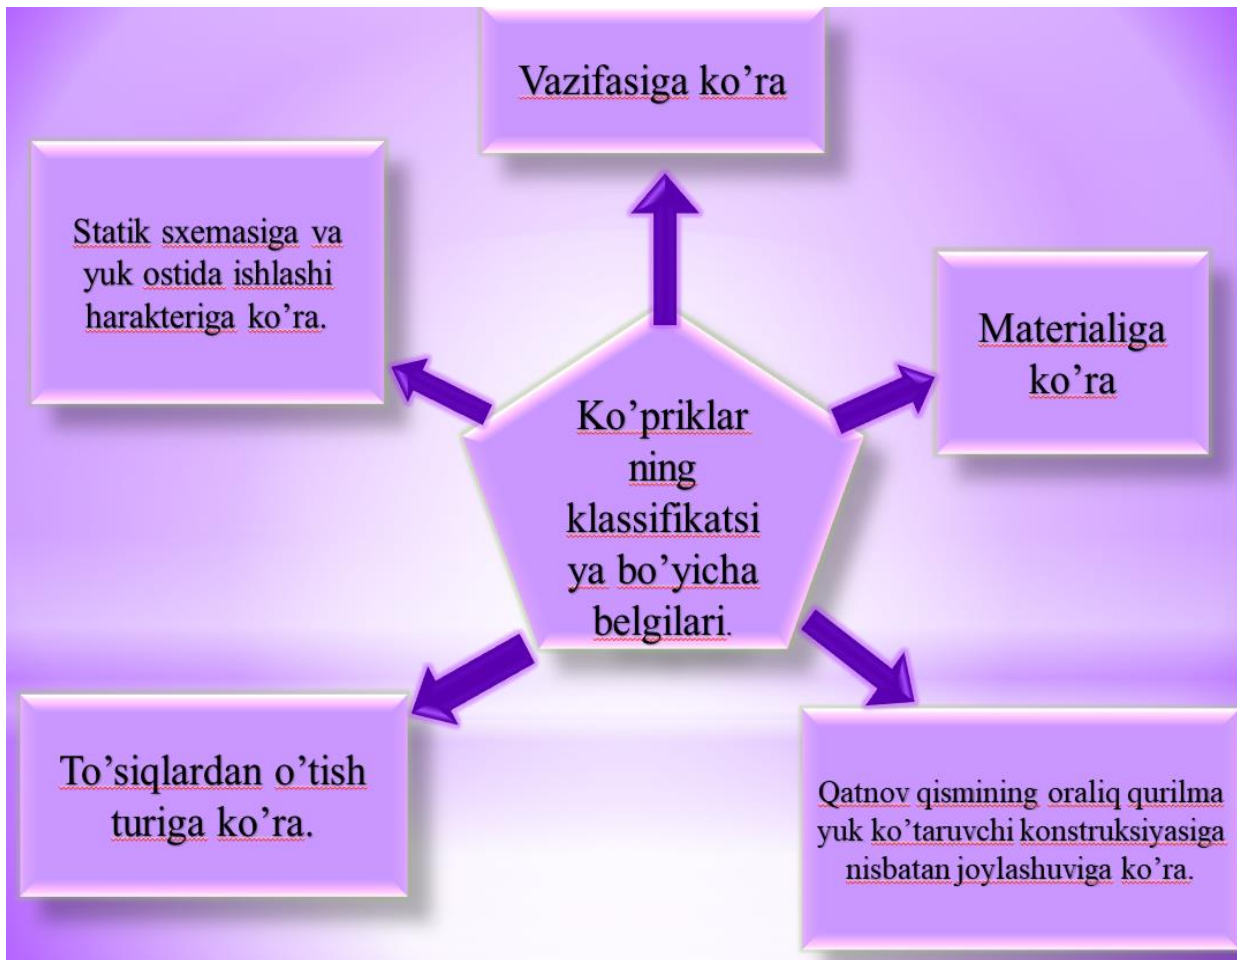 Vazifasiga ko’ra
Statik sxemasiga va
yuk ostida ishlashi
harakteriga ko’ra.
Materialiga
ko’ra
Ko’priklar
ning
klassifikatsi
ya bo’yicha
belgilari.
To’siqlardan o’tish
turiga ko’ra.
Qatnov qismining oraliq qurilma
yuk ko’taruvchi konstruksiyasiga
nisbatan joylashuviga ko’ra.